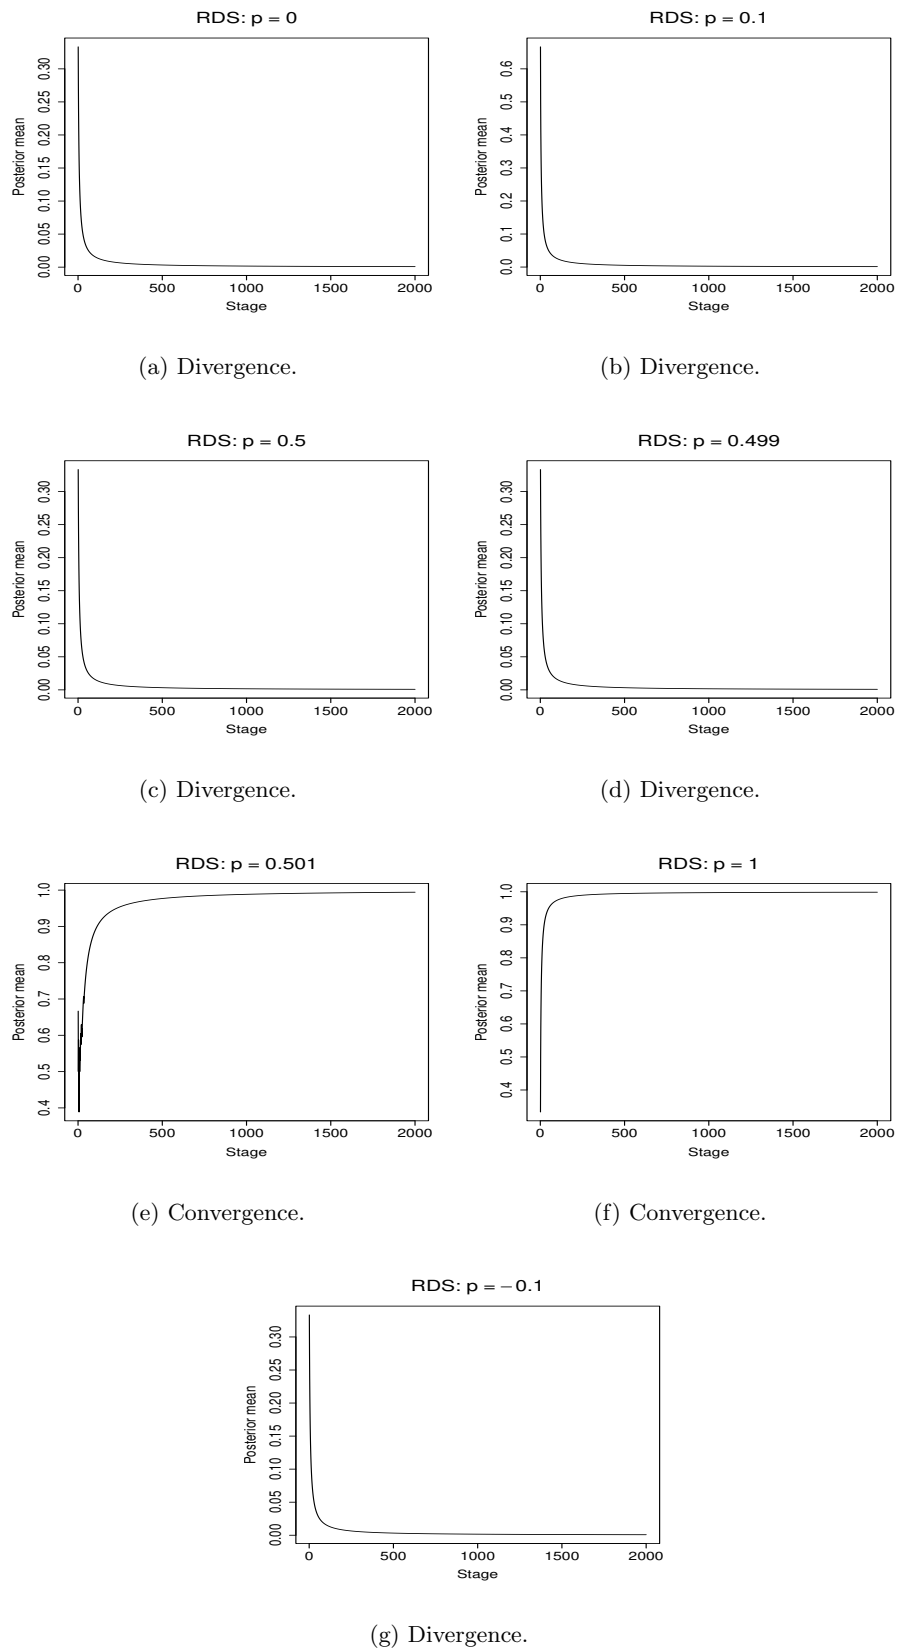 RDS: p = 0
Posterior mean
0.00 0.05 0.10 0.15 0.20 0.25 0.30
0 500 1000 1500 2000
Stage
(a) Divergence.
RDS: p = 0.1
Posterior mean
0.0 0.1 0.2 0.3 0.4 0.5 0.6
0 500 1000 1500 2000
Stage
(b) Divergence.
RDS: p = 0.5
Posterior mean
0.00 0.05 0.10 0.15 0.20 0.25 0.30
0 500 1000 1500 2000
Stage
(c) Divergence.
RDS: p = 0.499
Posterior mean
0.00 0.05 0.10 0.15 0.20 0.25 0.30
0 500 1000 1500 2000
Stage
(d) Divergence.
RDS: p = 0.501
Posterior mean
0.4 0.5 0.6 0.7 0.8 0.9 1.0
0 500 1000 1500 2000
Stage
(e) Convergence.
RDS: p = 1
Posterior mean
0.4 0.5 0.6 0.7 0.8 0.9 1.0
0 500 1000 1500 2000
Stage
(f) Convergence.
RDS: p = −0.1
Posterior mean
0.00 0.05 0.10 0.15 0.20 0.25 0.30
0 500 1000 1500 2000
Stage
(g) Divergence.